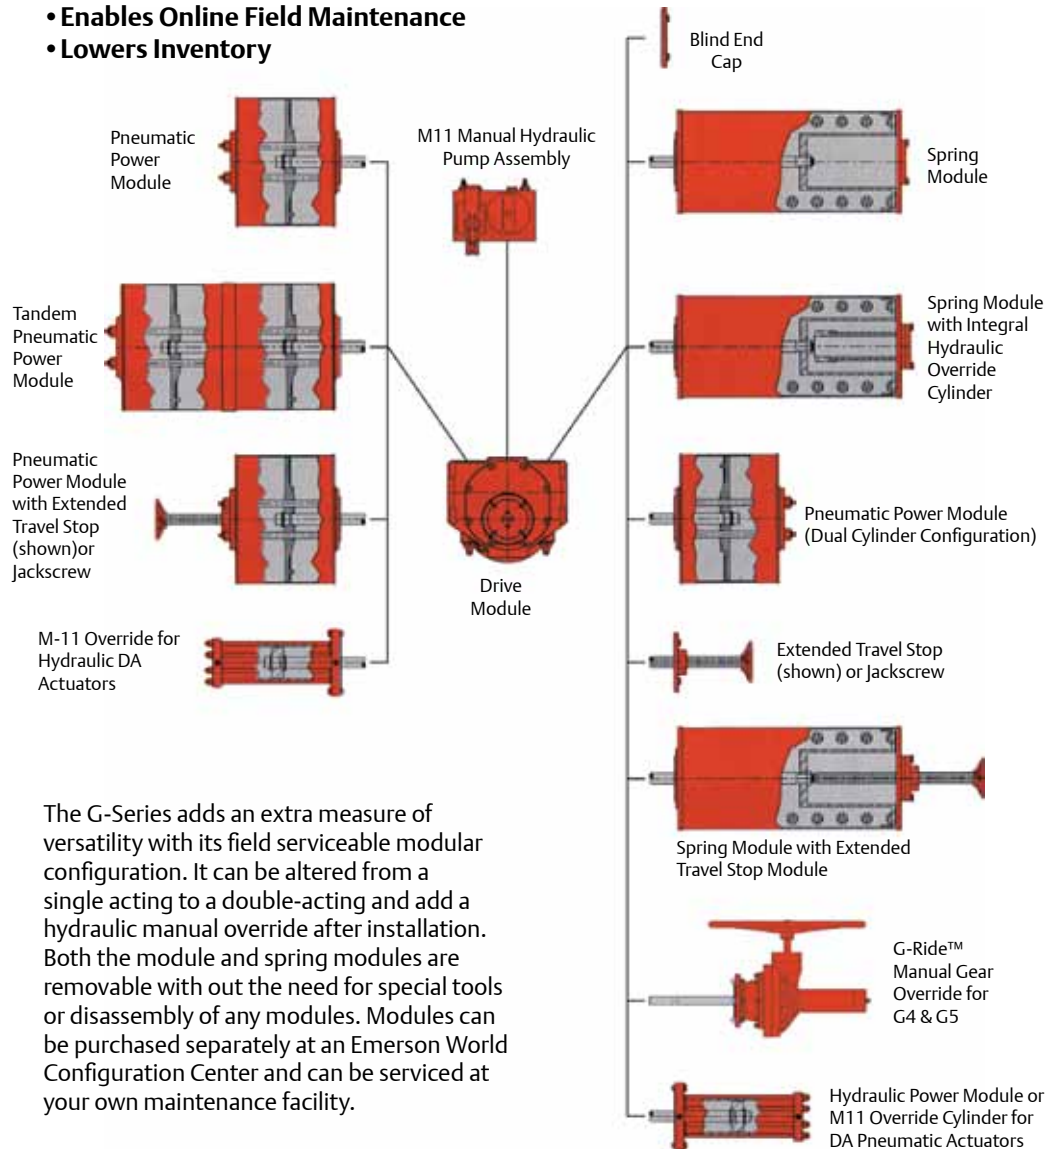 • Enables Online Field Maintenance
• Lowers Inventory
Pneumatic
Power
Module
M11 Manual Hydraulic
Pump Assembly
Blind End
Cap
Spring
Module
Tandem
Pneumatic
Power
Module
Spring Module
with Integral
Hydraulic
Override
Cylinder
Pneumatic
Power Module
with Extended
Travel Stop
(shown)or
Jackscrew
Drive
Module
Pneumatic Power Module
(Dual Cylinder Configuration)
M-11 Override for
Hydraulic DA
Actuators
Extended Travel Stop
(shown) or Jackscrew
Spring Module with Extended
Travel Stop Module
The G-Series adds an extra measure of
versatility with its field serviceable modular
configuration. It can be altered from a
single acting to a double-acting and add a
hydraulic manual override after installation.
Both the module and spring modules are
removable with out the need for special tools
or disassembly of any modules. Modules can
be purchased separately at an Emerson World
Configuration Center and can be serviced at
your own maintenance facility.
G-Ride™
Manual Gear
Override for
G4 & G5
Hydraulic Power Module or
M11 Override Cylinder for
DA Pneumatic Actuators